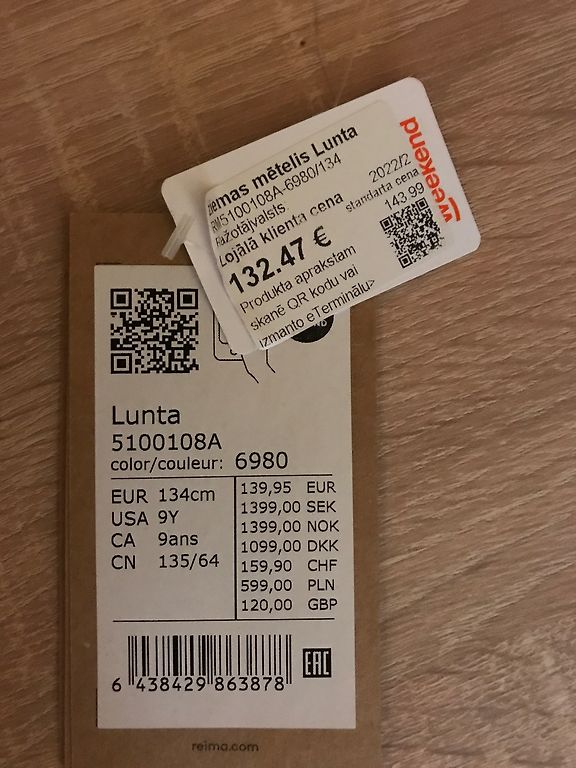 ziemas mētelis Lunta
RM5100108A-6980/134
Ražotājvalsts
Lojālā klienta cena
132.47 €
2022/2
standarta cena
143.99
weekend
Produkta aprakstam
skanē QR kodu vai
izmanto eTerminālu
Lunta
5100108A
color/couleur: 6980
EUR 134cm
USA 9Y
CA 9ans
CN 135/64
139,95 EUR
1399,00 SEK
1399,00 NOK
1099,00 DKK
159,90 CHF
599,00 PLN
120,00 GBP
6 438429 863878
EAC
reima.com